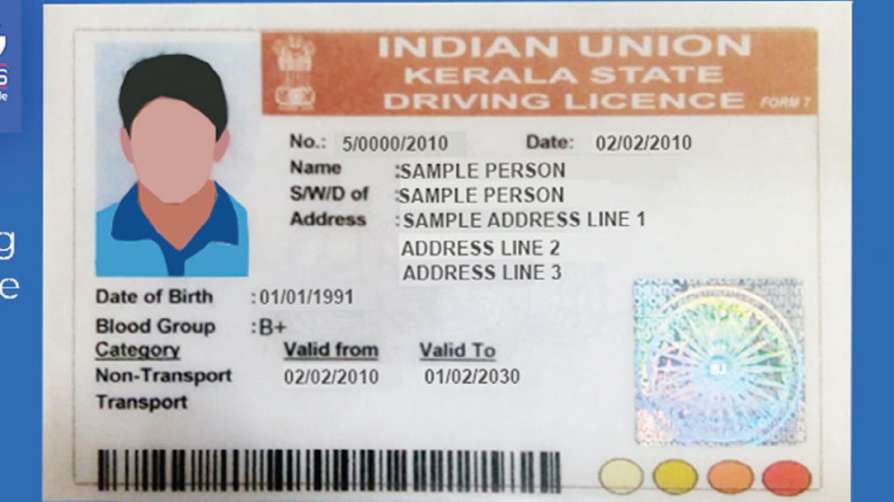 INDIAN UNION
KERALA STATE
DRIVING LICENCE FORM 7
No.: 5/0000/2010 Date: 02/02/2010
Name :SAMPLE PERSON
S/W/D of :SAMPLE PERSON
Address :SAMPLE ADDRESS LINE 1
ADDRESS LINE 2
ADDRESS LINE 3
Date of Birth :01/01/1991
Blood Group :B+
Category Valid from Valid To
Non-Transport 02/02/2010 01/02/2030
Transport